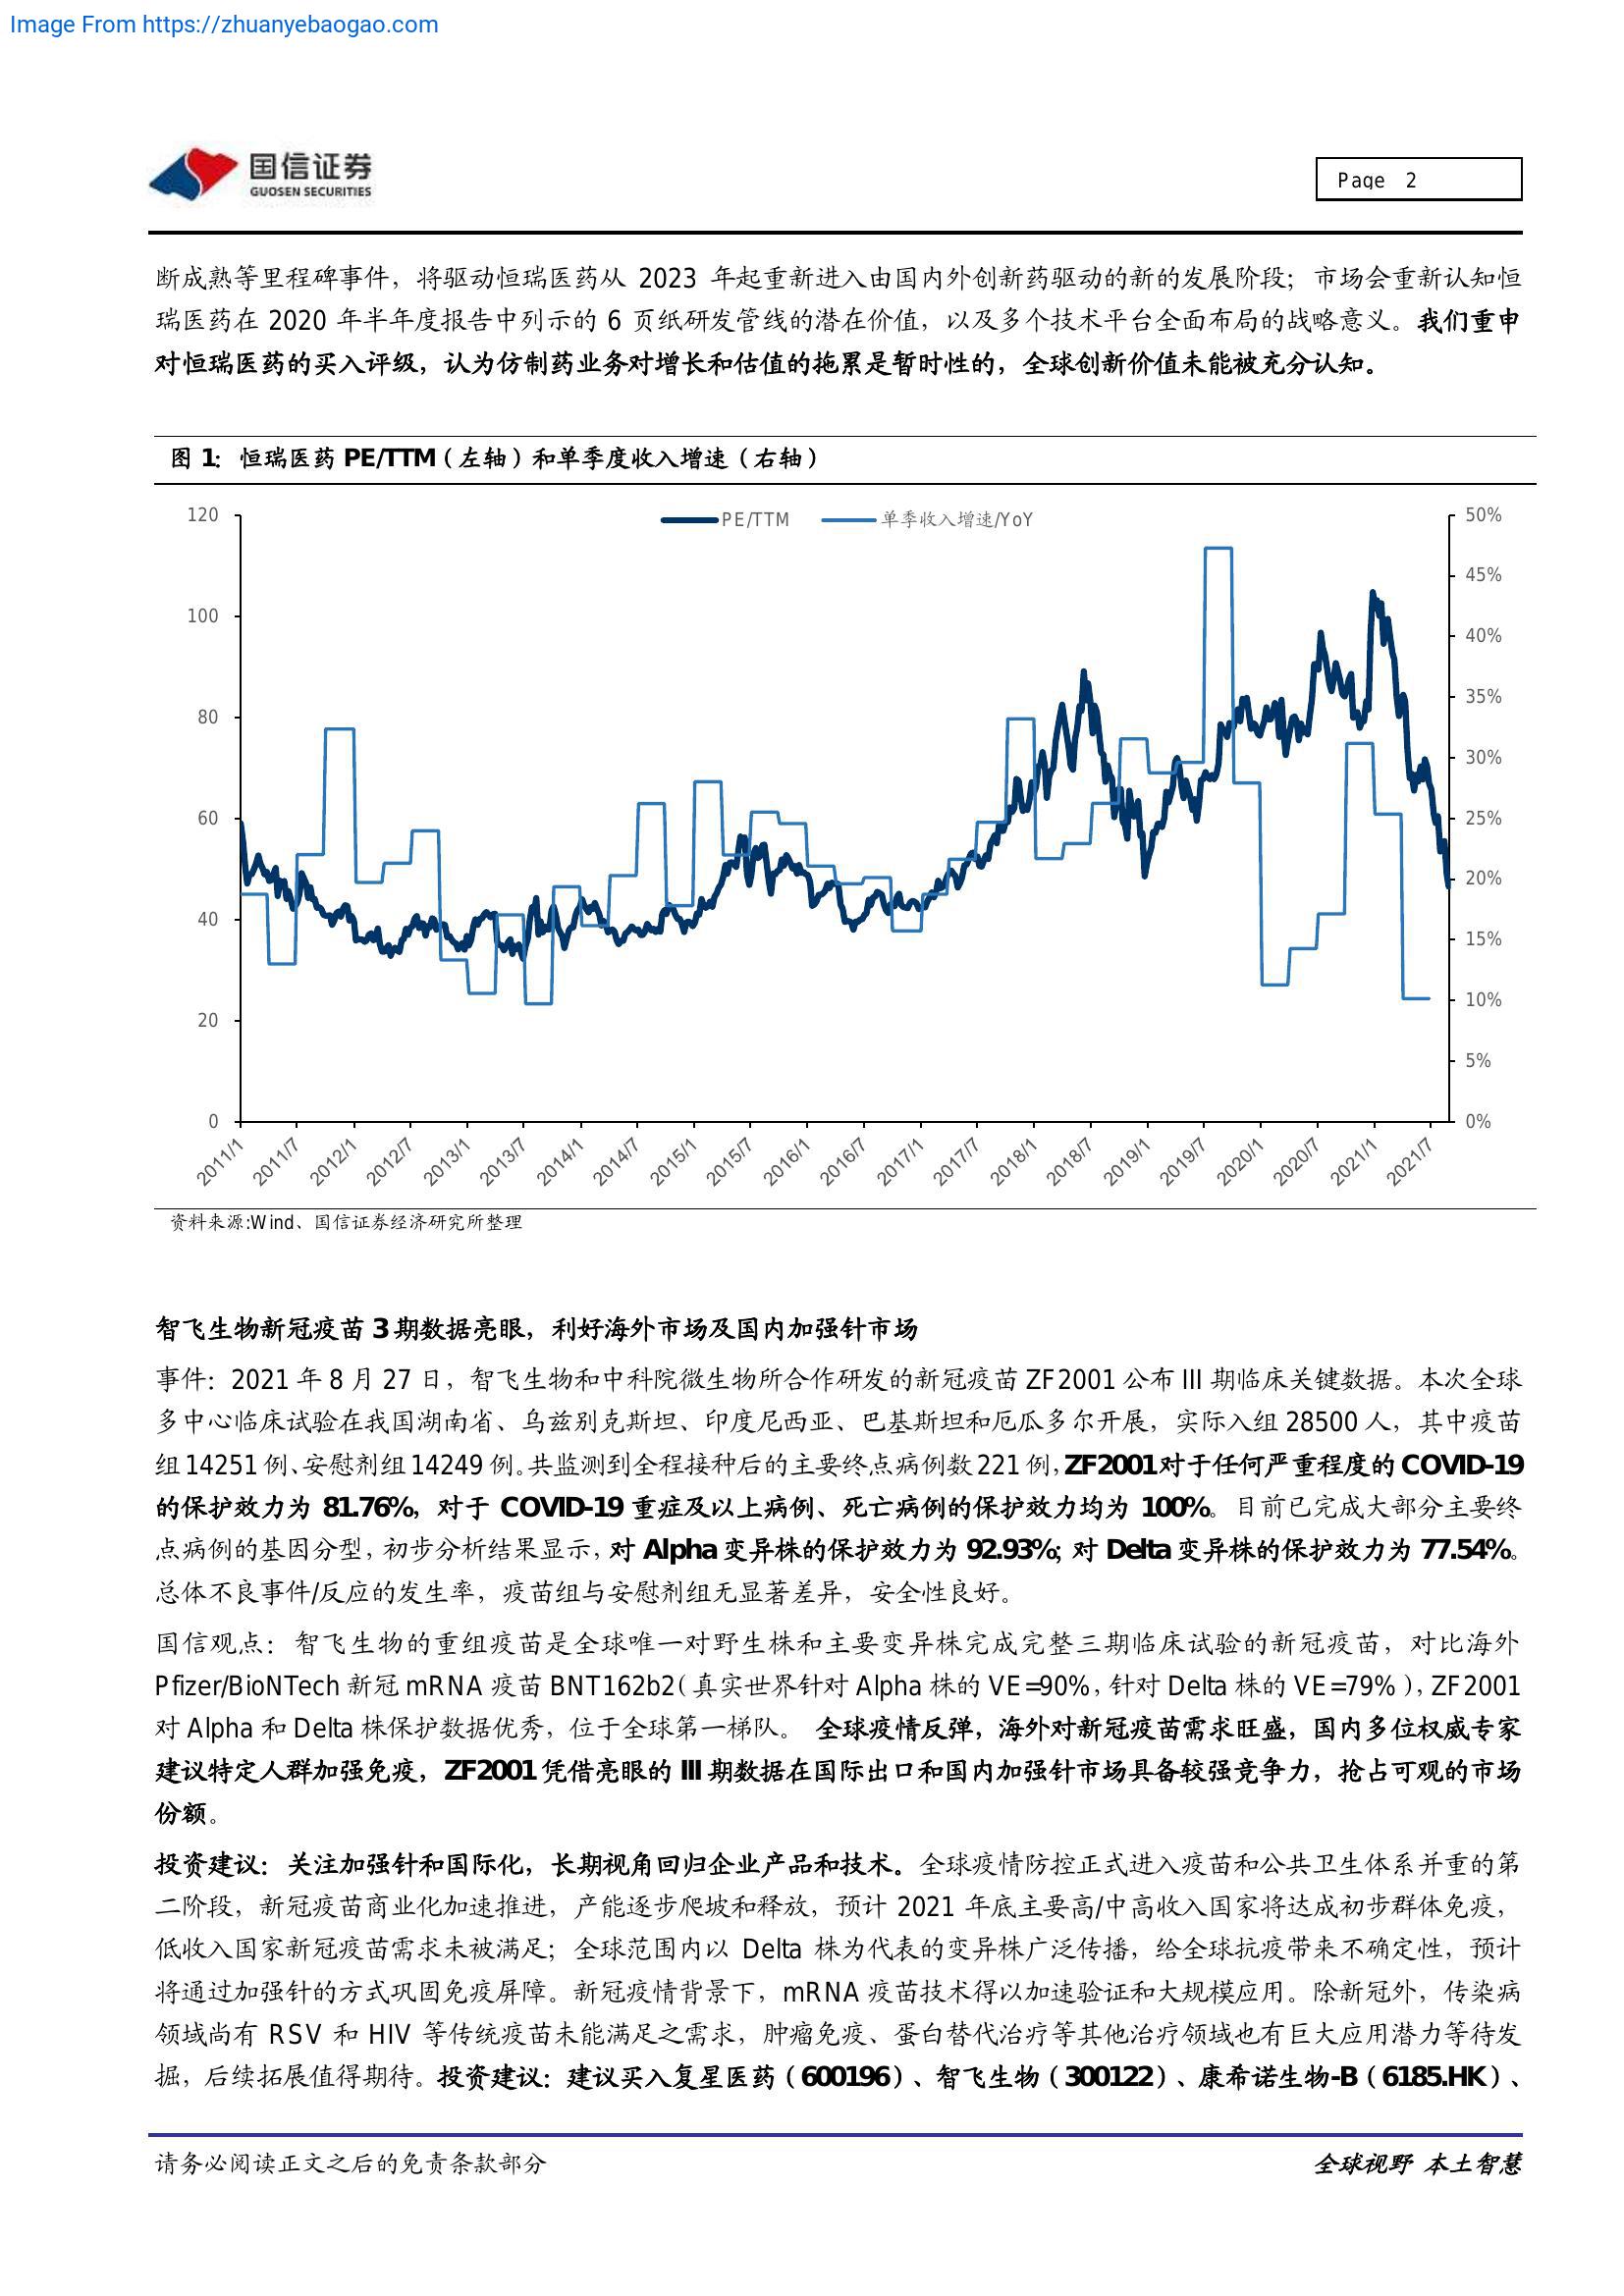 Image From https://zhuanyebaogao.com
国信证券
GUOSEN SECURITIES
Page 2
断成熟等里程碑事件，将驱动恒瑞医药从 2023 年起重新进入由国内外创新药驱动的新的发展阶段；市场会重新认知恒
瑞医药在 2020 年半年度报告中列示的 6 页纸研发管线的潜在价值，以及多个技术平台全面布局的战略意义。我们重申
对恒瑞医药的买入评级，认为仿制药业务对增长和估值的拖累是暂时性的，全球创新价值未能被充分认知。
图 1：恒瑞医药 PE/TTM（左轴）和单季度收入增速（右轴）
PE/TTM 单季收入增速/YoY
120
100
80
60
40
20
0
50%
45%
40%
35%
30%
25%
20%
15%
10%
5%
0%
2011/1 2011/7 2012/1 2012/7 2013/1 2013/7 2014/1 2014/7 2015/1 2015/7 2016/1 2016/7 2017/1 2017/7 2018/1 2018/7 2019/1 2019/7 2020/1 2020/7 2021/1 2021/7
资料来源:Wind、国信证券经济研究所整理
智飞生物新冠疫苗 3 期数据亮眼，利好海外市场及国内加强针市场
事件：2021 年 8 月 27 日，智飞生物和中科院微生物所合作研发的新冠疫苗 ZF2001 公布 III 期临床关键数据。本次全球
多中心临床试验在我国湖南省、乌兹别克斯坦、印度尼西亚、巴基斯坦和厄瓜多尔开展，实际入组 28500 人，其中疫苗
组 14251 例、安慰剂组 14249 例。共监测到全程接种后的主要终点病例数 221 例，ZF2001 对于任何严重程度的 COVID-19
的保护效力为 81.76%，对于 COVID-19 重症及以上病例、死亡病例的保护效力均为 100%。目前已完成大部分主要终
点病例的基因分型，初步分析结果显示，对 Alpha 变异株的保护效力为 92.93%；对 Delta 变异株的保护效力为 77.54%。
总体不良事件/反应的发生率，疫苗组与安慰剂组无显著差异，安全性良好。
国信观点：智飞生物的重组疫苗是全球唯一对野生株和主要变异株完成完整三期临床试验的新冠疫苗，对比海外
Pfizer/BioNTech 新冠 mRNA 疫苗 BNT162b2（真实世界针对 Alpha 株的 VE=90%，针对 Delta 株的 VE=79%），ZF2001
对 Alpha 和 Delta 株保护数据优秀，位于全球第一梯队。 全球疫情反弹，海外对新冠疫苗需求旺盛，国内多位权威专家
建议特定人群加强免疫，ZF2001 凭借亮眼的 III 期数据在国际出口和国内加强针市场具备较强竞争力，抢占可观的市场
份额。
投资建议：关注加强针和国际化，长期视角回归企业产品和技术。全球疫情防控正式进入疫苗和公共卫生体系并重的第
二阶段，新冠疫苗商业化加速推进，产能逐步爬坡和释放，预计 2021 年底主要高/中高收入国家将达成初步群体免疫，
低收入国家新冠疫苗需求未被满足；全球范围内以 Delta 株为代表的变异株广泛传播，给全球抗疫带来不确定性，预计
将通过加强针的方式巩固免疫屏障。新冠疫情背景下，mRNA 疫苗技术得以加速验证和大规模应用。除新冠外，传染病
领域尚有 RSV 和 HIV 等传统疫苗未能满足之需求，肿瘤免疫、蛋白替代治疗等其他治疗领域也有巨大应用潜力等待发
掘，后续拓展值得期待。投资建议：建议买入复星医药（600196）、智飞生物（300122）、康希诺生物-B（6185.HK）、
请务必阅读正文之后的免责条款部分
全球视野 本土智慧